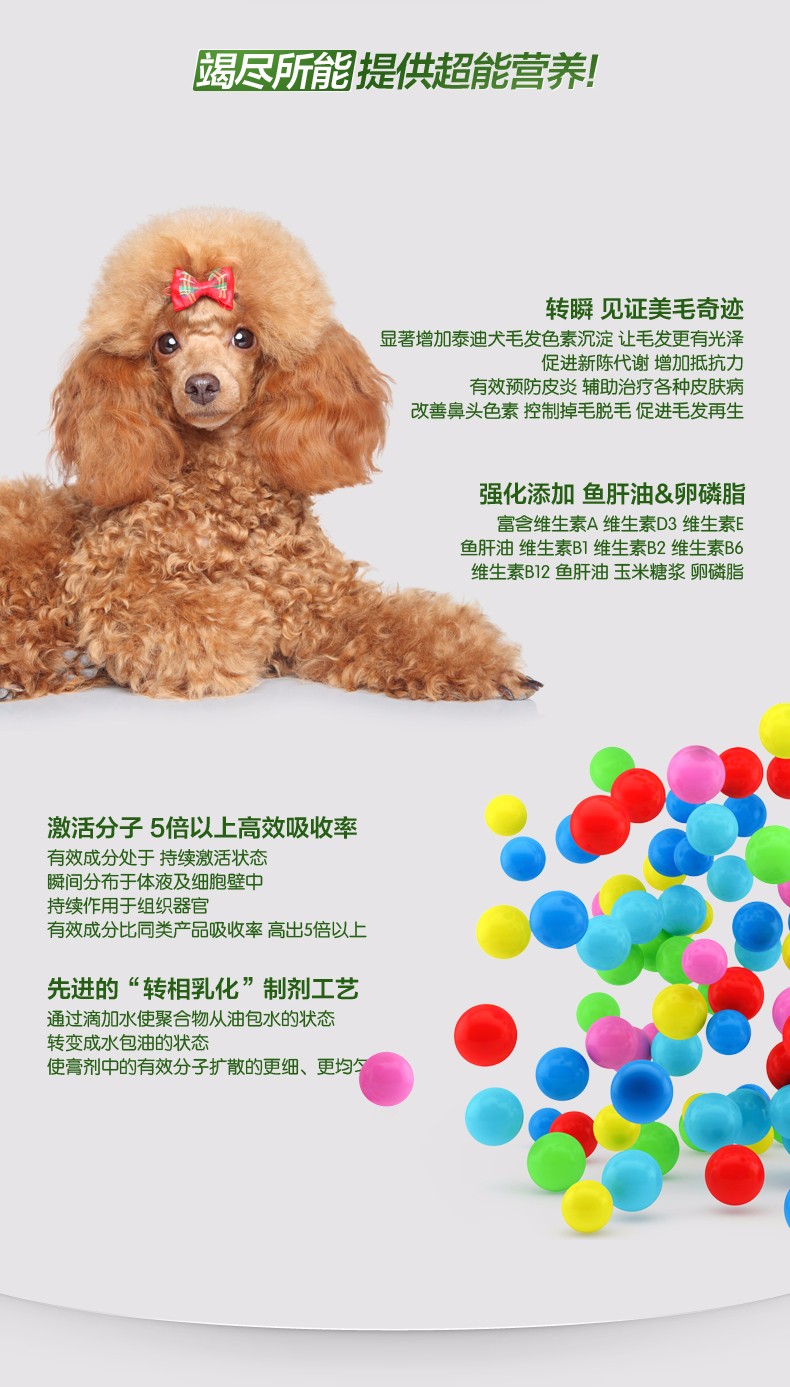 竭尽所能 提供超能营养!
转瞬 见证美毛奇迹
显著增加泰迪犬毛发色素沉淀 让毛发更有光泽
促进新陈代谢 增加抵抗力
有效预防皮炎 辅助治疗各种皮肤病
改善鼻头色素 控制掉毛脱毛 促进毛发再生
强化添加 鱼肝油&卵磷脂
富含维生素A 维生素D3 维生素E
鱼肝油 维生素B1 维生素B2 维生素B6
维生素B12 鱼肝油 玉米糖浆 卵磷脂
激活分子 5倍以上高效吸收率
有效成分处于 持续激活状态
瞬间分布于体液及细胞壁中
持续作用于组织器官
有效成分比同类产品吸收率 高出5倍以上
先进的“转相乳化”制剂工艺
通过滴加水使聚合物从油包水的状态
转变成水包油的状态
使膏剂中的有效分子扩散的更细、更均匀